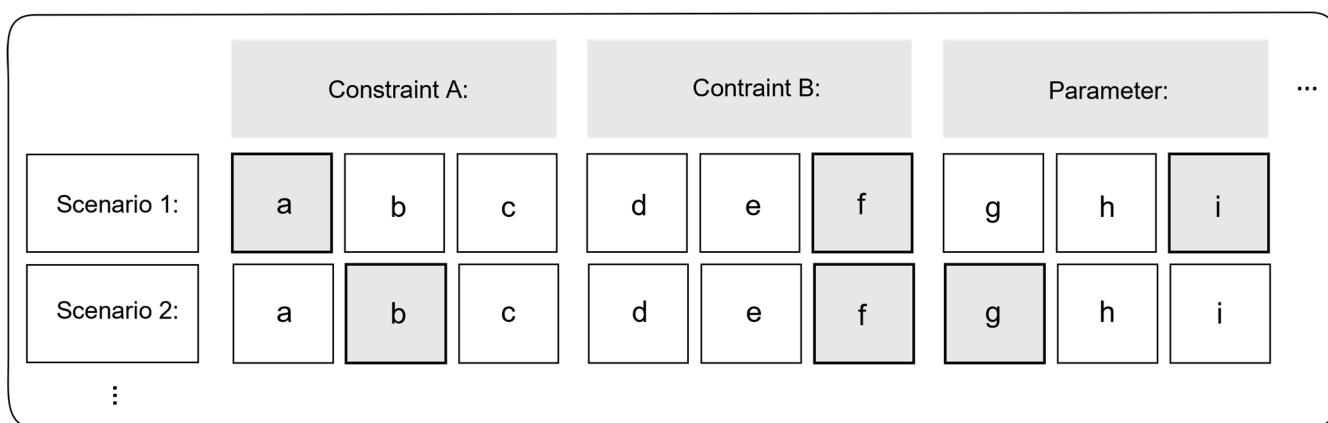 Constraint A: Contraint B: Parameter: ...
Scenario 1: a b c d e f g h i
Scenario 2: a b c d e f g h i
⋮